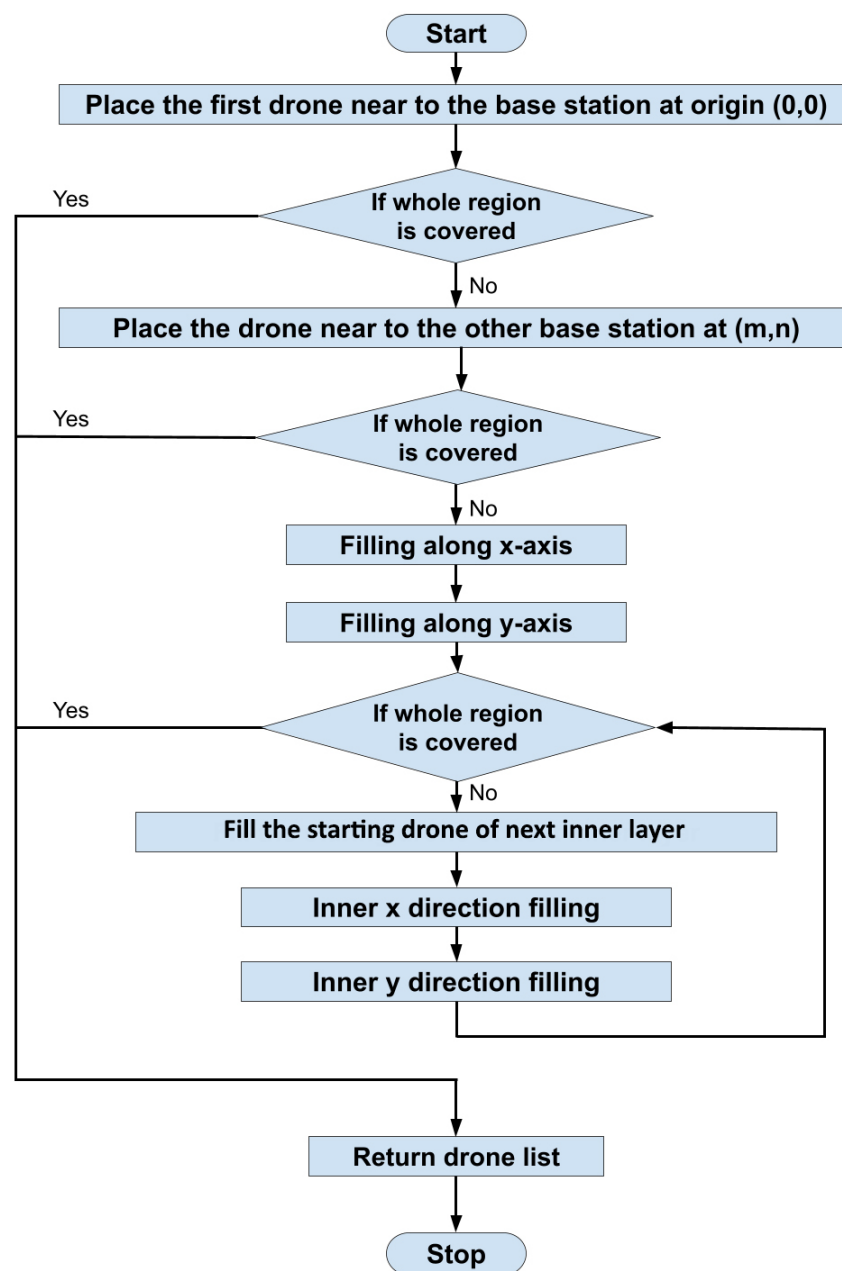 Start
Place the first drone near to the base station at origin (0,0)
Yes
If whole region
is covered
No
Place the drone near to the other base station at (m,n)
Yes
If whole region
is covered
No
Filling along x-axis
Filling along y-axis
Yes
If whole region
is covered
No
Fill the starting drone of next inner layer
Inner x direction filling
Inner y direction filling
Return drone list
Stop